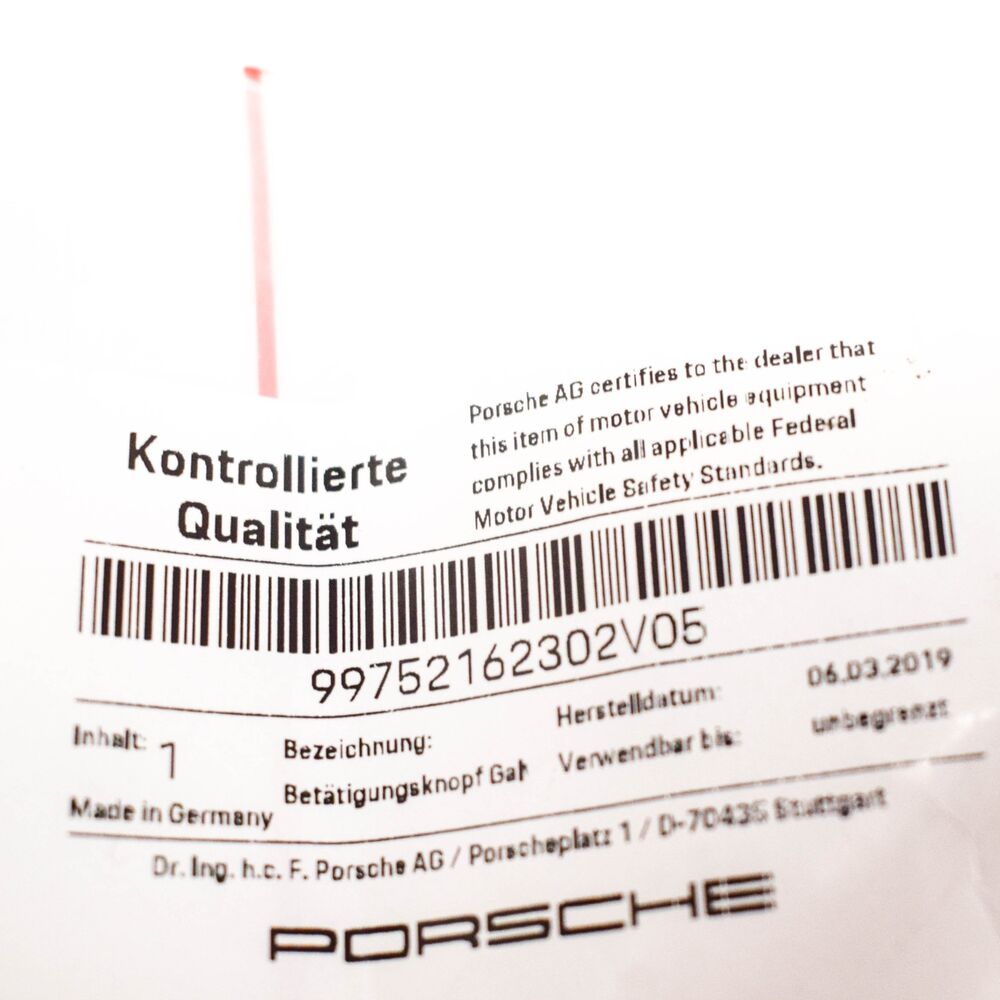 Kontrollierte
Qualität
Porsche AG certifies to the dealer that
this item of motor vehicle equipment
complies with all applicable Federal
Motor Vehicle Safety Standards.
99752162302V05
Inhalt: 1
Made in Germany
Bezeichnung:
Betätigungsknopf Gah
Herstelldatum: 06.03.2019
Verwendbar bis: unbegrenzt
Dr. Ing. h.c. F. Porsche AG / Porscheplatz 1 / D-70435 Stuttgart
PORSCHE